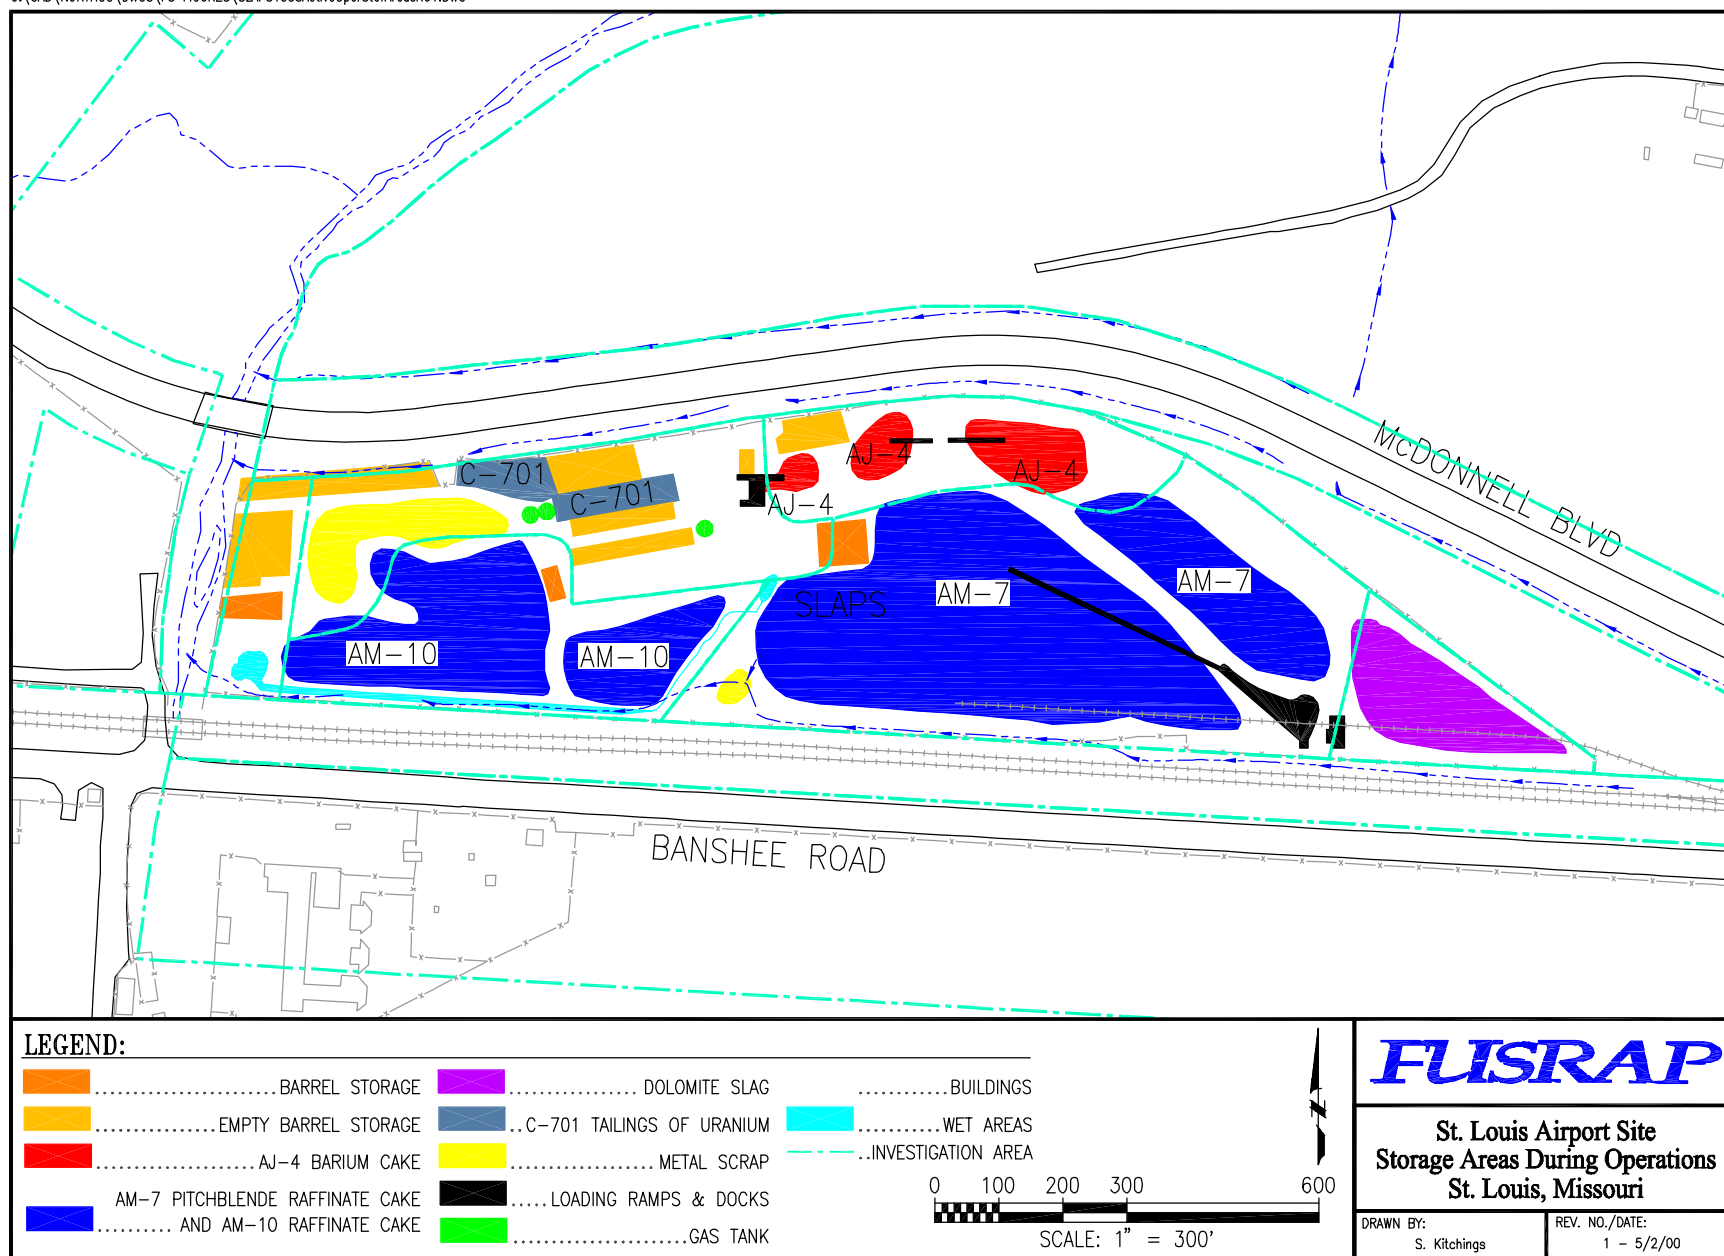 C-701
C-701
AJ-4
AJ-4
AJ-4
McDONNELL BLVD
AM-7
AM-7
SLAPS
AM-10
AM-10
BANSHEE ROAD
LEGEND:
BARREL STORAGE
EMPTY BARREL STORAGE
AJ-4 BARIUM CAKE
AM-7 PITCHBLENDE RAFFINATE CAKE
AND AM-10 RAFFINATE CAKE
DOLOMITE SLAG
C-701 TAILINGS OF URANIUM
METAL SCRAP
LOADING RAMPS & DOCKS
GAS TANK
BUILDINGS
WET AREAS
INVESTIGATION AREA
0 100 200 300 600
SCALE: 1" = 300'
FUSRAP
St. Louis Airport Site
Storage Areas During Operations
St. Louis, Missouri
DRAWN BY:
S. Kitchings
REV. NO./DATE:
1 - 5/2/00